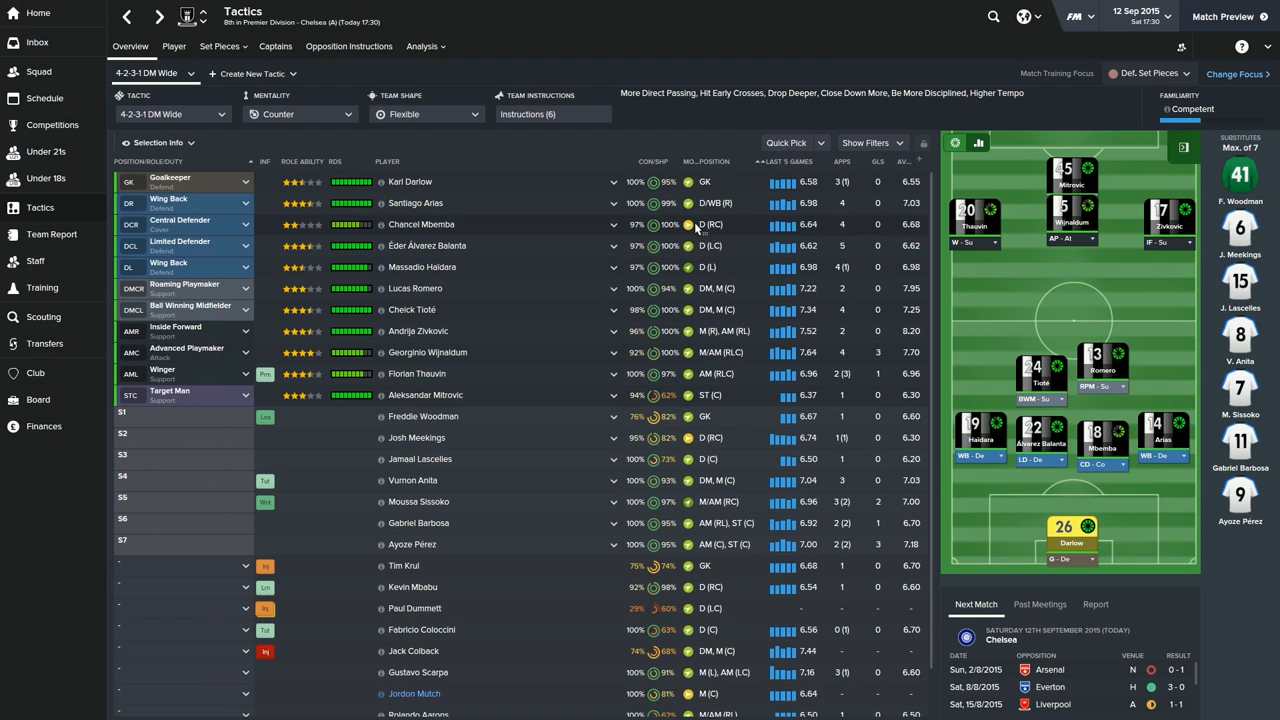 Home
Inbox
Squad
Schedule
Competitions
Under 21s
Under 18s
Tactics
Team Report
Staff
Training
Scouting
Transfers
Club
Board
Finances
Tactics
8th in Premier Division - Chelsea (A) (Today 17:30)
FM
12 Sep 2015
Sat 17:30
Match Preview
Overview Player Set Pieces Captains Opposition Instructions Analysis
4-2-3-1 DM Wide + Create New Tactic
Match Training Focus Def. Set Pieces Change Focus >
TACTIC MENTALITY TEAM SHAPE TEAM INSTRUCTIONS
4-2-3-1 DM Wide Counter Flexible Instructions (6)
More Direct Passing, Hit Early Crosses, Drop Deeper, Close Down More, Be More Disciplined, Higher Tempo
FAMILIARITY
Competent
Selection Info Quick Pick Show Filters
POSITION/ROLE/DUTY INF ROLE ABILITY RDS PLAYER CON/SHP MO... POSITION LAST 5 GAMES APPS GLS AV...
GK Goalkeeper Defend Karl Darlow 100% 95% GK 6.58 3 (1) 0 6.55
DR Wing Back Defend Santiago Arias 100% 99% D/WB (R) 6.98 4 0 7.03
DCR Central Defender Cover Chancel Mbemba 97% 100% D (RC) 6.64 4 0 6.68
DCL Limited Defender Defend Éder Álvarez Balanta 97% 100% D (LC) 6.62 5 0 6.62
DL Wing Back Defend Massadio Haïdara 97% 100% D (L) 6.98 4 (1) 0 6.98
DMCR Roaming Playmaker Support Lucas Romero 100% 94% DM, M (C) 7.22 2 0 7.95
DMCL Ball Winning Midfielder Support Cheick Tioté 98% 100% DM, M (C) 7.34 4 0 7.25
AMR Inside Forward Support Andrija Zivkovic 96% 100% M (R), AM (RL) 7.52 2 0 8.20
AMC Advanced Playmaker Attack Georginio Wijnaldum 92% 100% M/AM (RLC) 7.64 4 3 7.70
AML Winger Support Prm Florian Thauvin 100% 97% AM (RLC) 6.96 2 (3) 1 6.96
STC Target Man Support Aleksandar Mitrovic 94% 62% ST (C) 6.37 1 0 6.30
S1 Loa Freddie Woodman 76% 82% GK 6.67 1 0 6.60
S2 Josh Meekings 95% 82% D (RC) 6.74 1 (1) 0 6.30
S3 Jamaal Lascelles 100% 73% D (C) 6.50 1 0 6.20
S4 Tut Vurnon Anita 100% 93% DM, M (C) 7.04 3 0 7.03
S5 Wnt Moussa Sissoko 100% 95% M/AM (RC) 6.96 3 (2) 2 7.00
S6 Gabriel Barbosa 100% 95% AM (RL), ST (C) 6.92 2 (2) 1 6.70
S7 Ayoze Pérez 100% 95% AM (C), ST (C) 7.00 2 (2) 3 7.18
- Inj Tim Krul 75% 74% GK 6.68 1 0 6.70
- Lm Kevin Mbabu 92% 98% D (RC) 6.54 1 0 6.60
- Inj Paul Dummett 29% 60% D (LC) - - - -
- Tut Fabricio Coloccini 100% 63% D (C) 6.56 0 (1) 0 6.70
- Inj Jack Colback 74% 68% DM, M (C) 7.44 - - -
- Gustavo Scarpa 100% 91% M (L), AM (LC) 7.16 3 (1) 0 6.60
- Jordon Mutch 100% 81% M (C) 6.64 - - -
- Rolando Aarons 100% 62% M/AM (RL) 6.50 1 0 6.60
45
Mitrovic
20
Thauvin
W - Su
5
Wijnaldum
AP - At
17
Zivkovic
IF - Su
24
Tioté
BWM - Su
13
Romero
RPM - Su
19
Haïdara
WB - De
22
Álvarez Balanta
LD - De
18
Mbemba
CD - Co
14
Arias
WB - De
26
Darlow
G - De
SUBSTITUTES
Max. of 7
41
F. Woodman
6
J. Meekings
15
J. Lascelles
8
V. Anita
7
M. Sissoko
11
Gabriel Barbosa
9
Ayoze Pérez
Next Match Past Meetings Report
SATURDAY 12TH SEPTEMBER 2015 (TODAY)
Chelsea
DATE OPPOSITION VENUE RESULT
Sun, 2/8/2015 Arsenal N 0 - 1
Sat, 8/8/2015 Everton H 3 - 0
Sat, 15/8/2015 Liverpool A 1 - 1